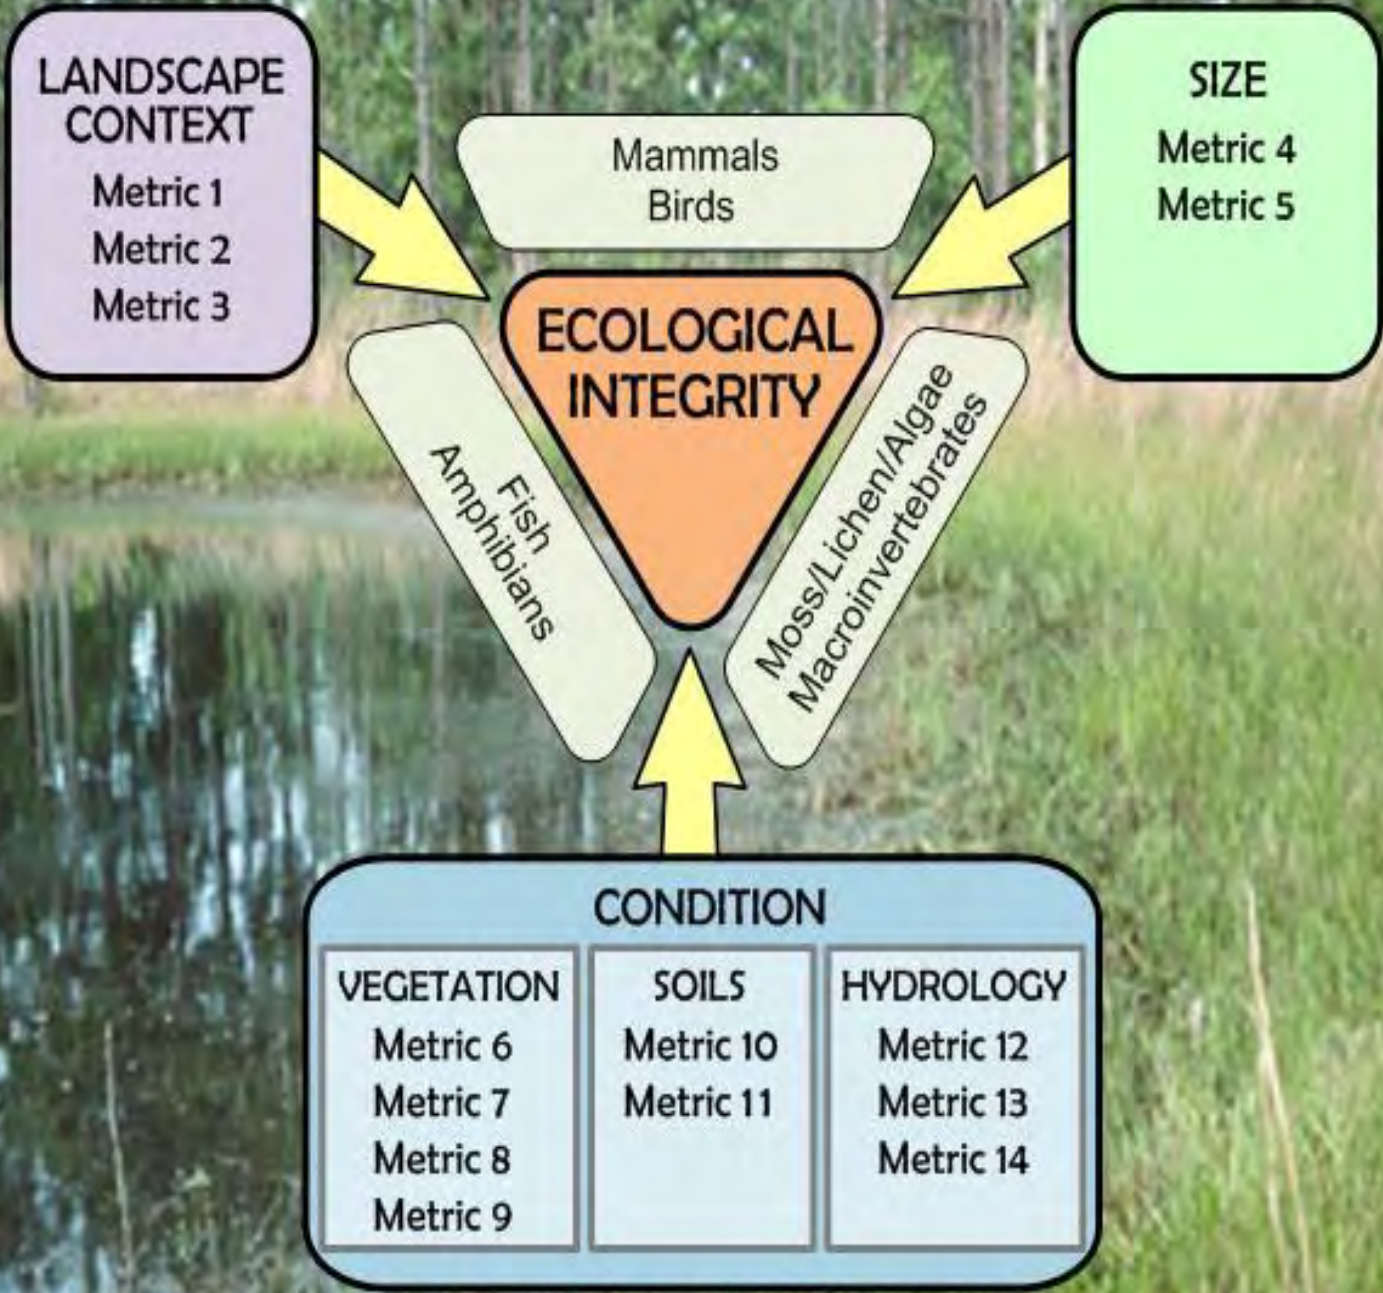 LANDSCAPE
CONTEXT
Metric 1
Metric 2
Metric 3
SIZE
Metric 4
Metric 5
Mammals
Birds
ECOLOGICAL
INTEGRITY
Fish
Amphibians
Moss/Lichen/Algae
Macroinvertebrates
CONDITION
VEGETATION
Metric 6
Metric 7
Metric 8
Metric 9
SOILS
Metric 10
Metric 11
HYDROLOGY
Metric 12
Metric 13
Metric 14